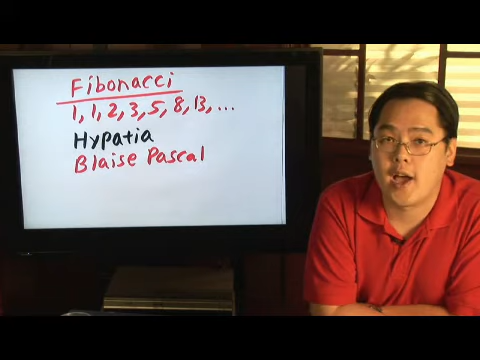 Fibonacci
1, 1, 2, 3, 5, 8, 13, ...
Hypatia
Blaise Pascal